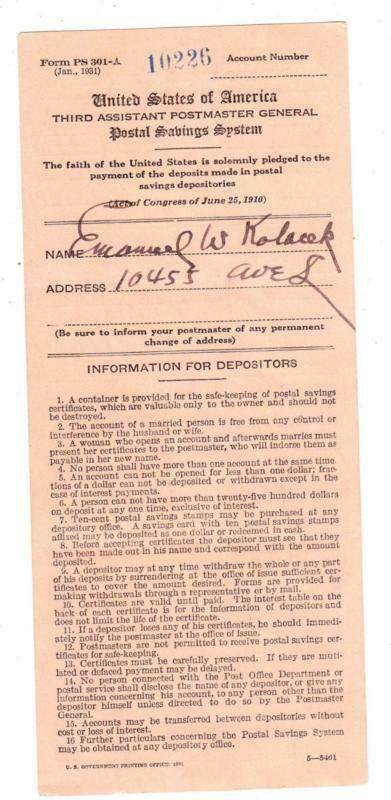 Form PS 301-A
(Jan., 1931)
10226
Account Number
United States of America
THIRD ASSISTANT POSTMASTER GENERAL
Postal Savings System
The faith of the United States is solemnly pledged to the
payment of the deposits made in postal
savings depositories
(Act of Congress of June 25, 1910)
NAME Emanuel W Kolacek
ADDRESS 10455 Ave L
(Be sure to inform your postmaster of any permanent
change of address)
INFORMATION FOR DEPOSITORS
1. A container is provided for the safe-keeping of postal savings
certificates, which are valuable only to the owner and should not
be destroyed.
2. The account of a married person is free from any control or
interference by the husband or wife.
3. A woman who opens an account and afterwards marries must
present her certificates to the postmaster, who will indorse them as
payable in her new name.
4. No person shall have more than one account at the same time.
5. An account can not be opened for less than one dollar; frac-
tions of a dollar can not be deposited or withdrawn except in the
case of interest payments.
6. A person can not have more than twenty-five hundred dollars
on deposit at any one time, exclusive of interest.
7. Ten-cent postal savings stamps may be purchased at any
depository office. A savings card with ten postal savings stamps
affixed may be deposited as one dollar or redeemed in cash.
8. Before accepting certificates the depositor must see that they
have been made out in his name and correspond with the amount
deposited.
9. A depositor may at any time withdraw the whole or any part
of his deposits by surrendering at the office of issue sufficient cer-
tificates to cover the amount desired. Forms are provided for
making withdrawals through a representative or by mail.
10. Certificates are valid until paid. The interest table on the
back of each certificate is for the information of depositors and
does not limit the life of the certificate.
11. If a depositor loses any of his certificates, he should immedi-
ately notify the postmaster at the office of issue.
12. Postmasters are not permitted to receive postal savings cer-
tificates for safe-keeping.
13. Certificates must be carefully preserved. If they are muti-
lated or defaced payment may be delayed.
14. No person connected with the Post Office Department or
postal service shall disclose the name of any depositor, or give any
information concerning his account, to any person other than the
depositor himself unless directed to do so by the Postmaster
General.
15. Accounts may be transferred between depositories without
cost or loss of interest.
16 Further particulars concerning the Postal Savings System
may be obtained at any depository office.
U. S. GOVERNMENT PRINTING OFFICE: 1931
5-5401